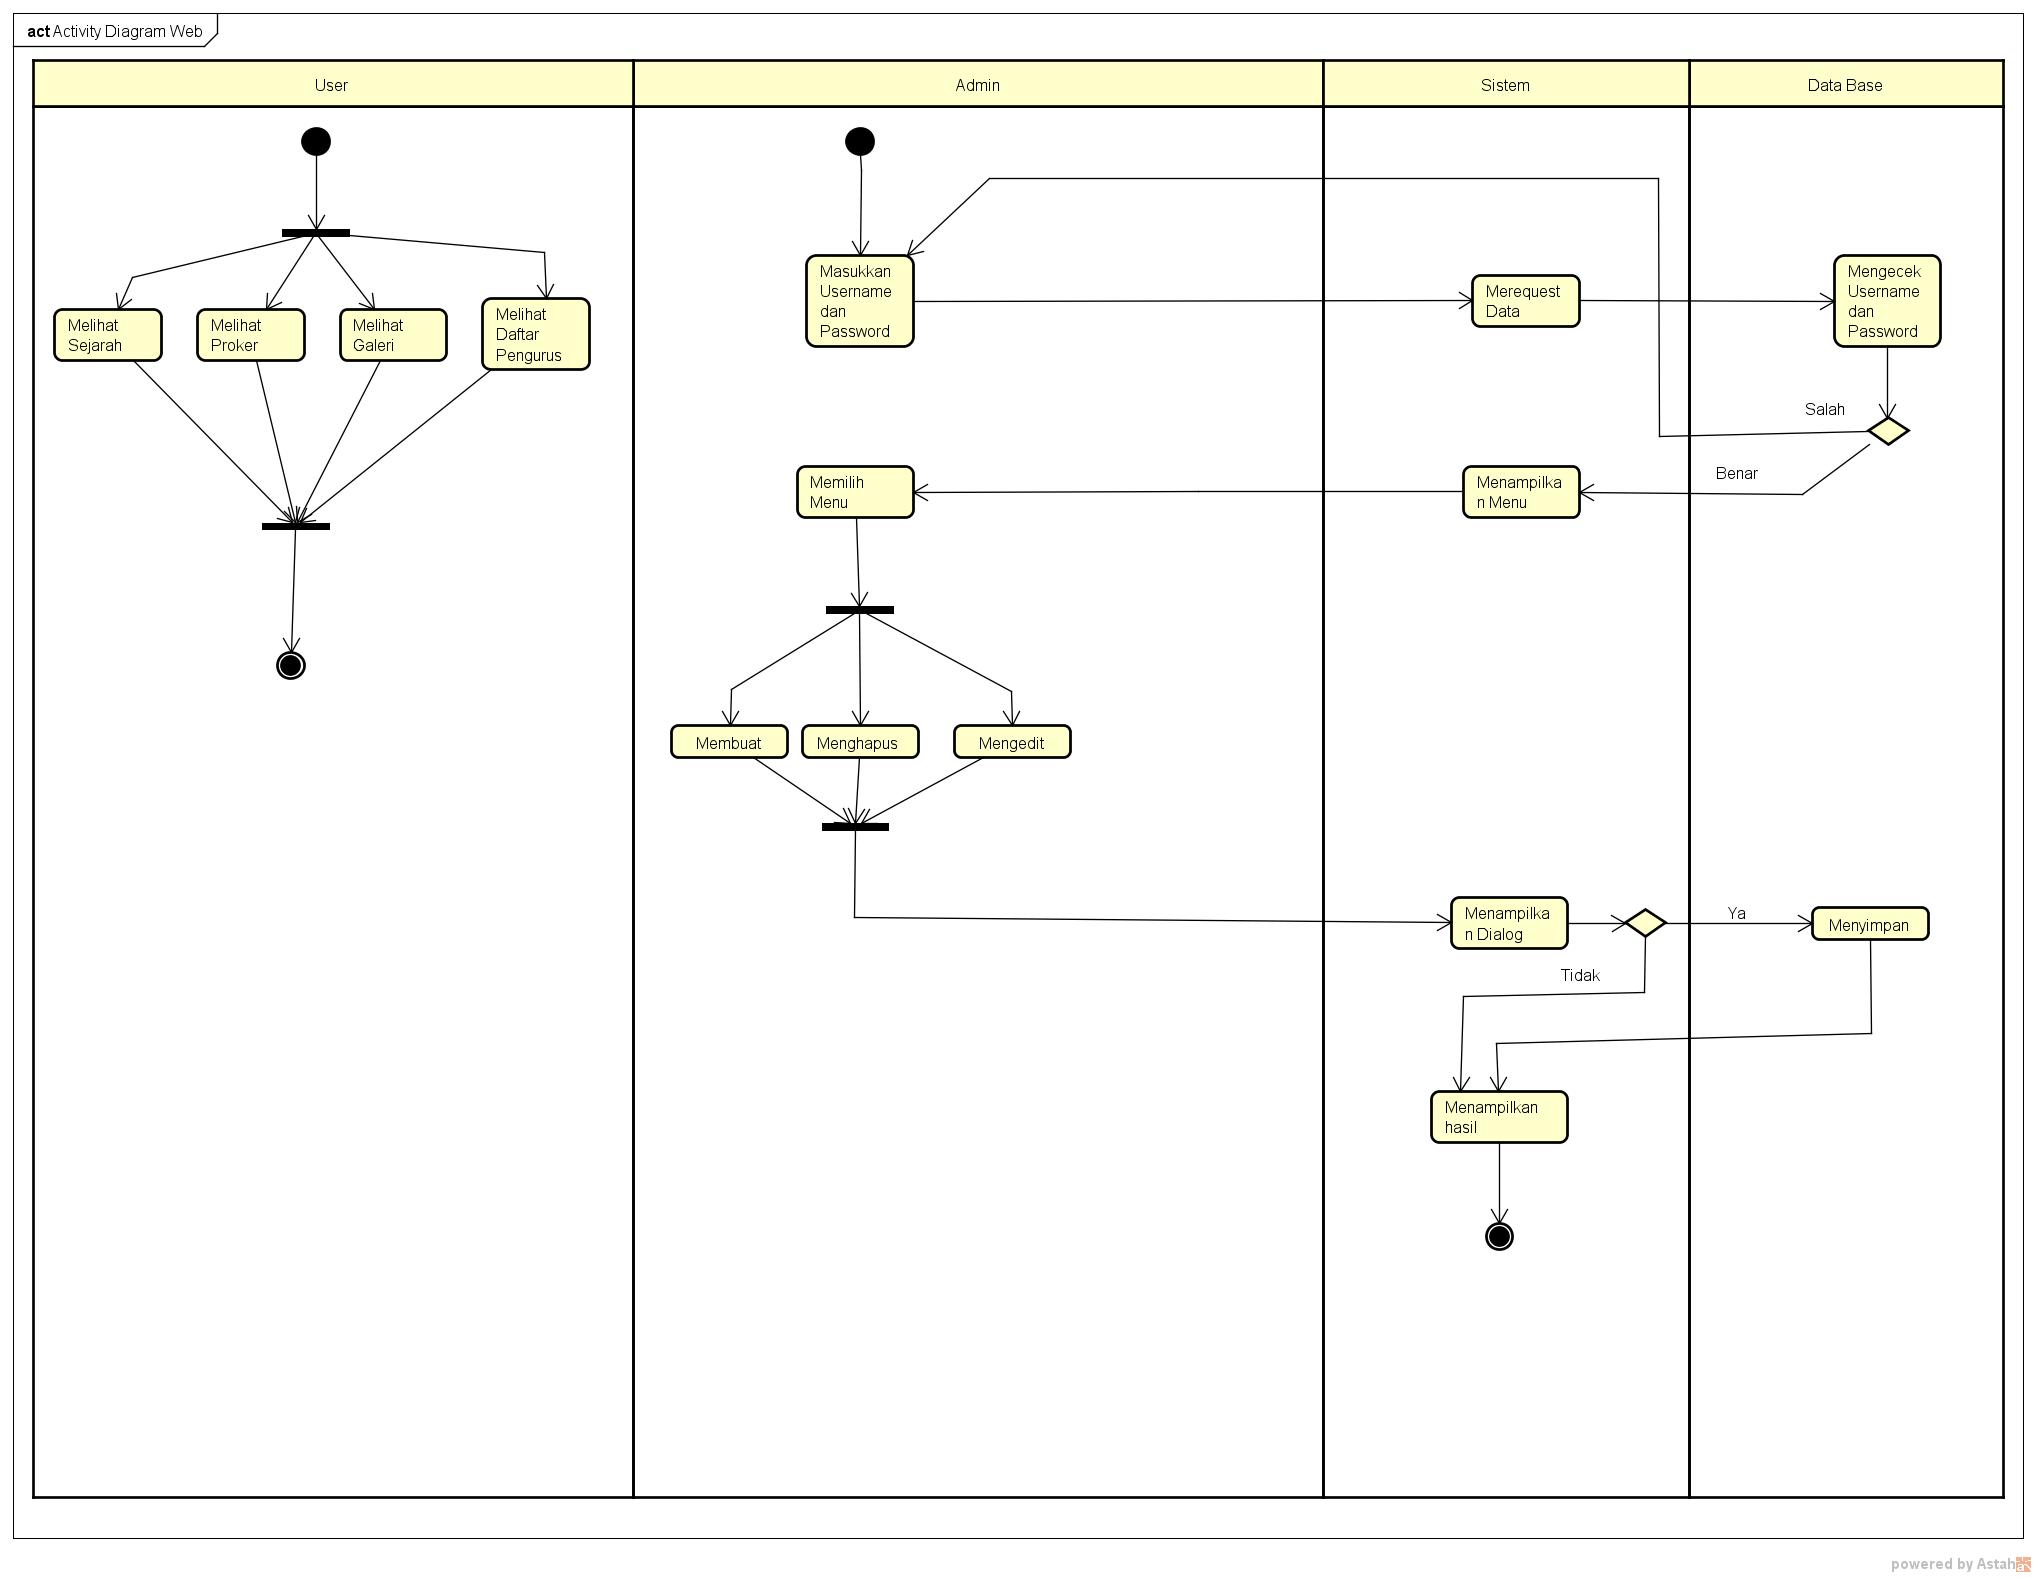 act Activity Diagram Web
User
Admin
Sistem
Data Base
Melihat
Sejarah
Melihat
Proker
Melihat
Galeri
Melihat
Daftar
Pengurus
Masukkan
Username
dan
Password
Merequest
Data
Mengecek
Username
dan
Password
Salah
Benar
Memilih
Menu
Menampilka
n Menu
Membuat
Menghapus
Mengedit
Menampilka
n Dialog
Ya
Menyimpan
Tidak
Menampilkan
hasil
powered by Astah